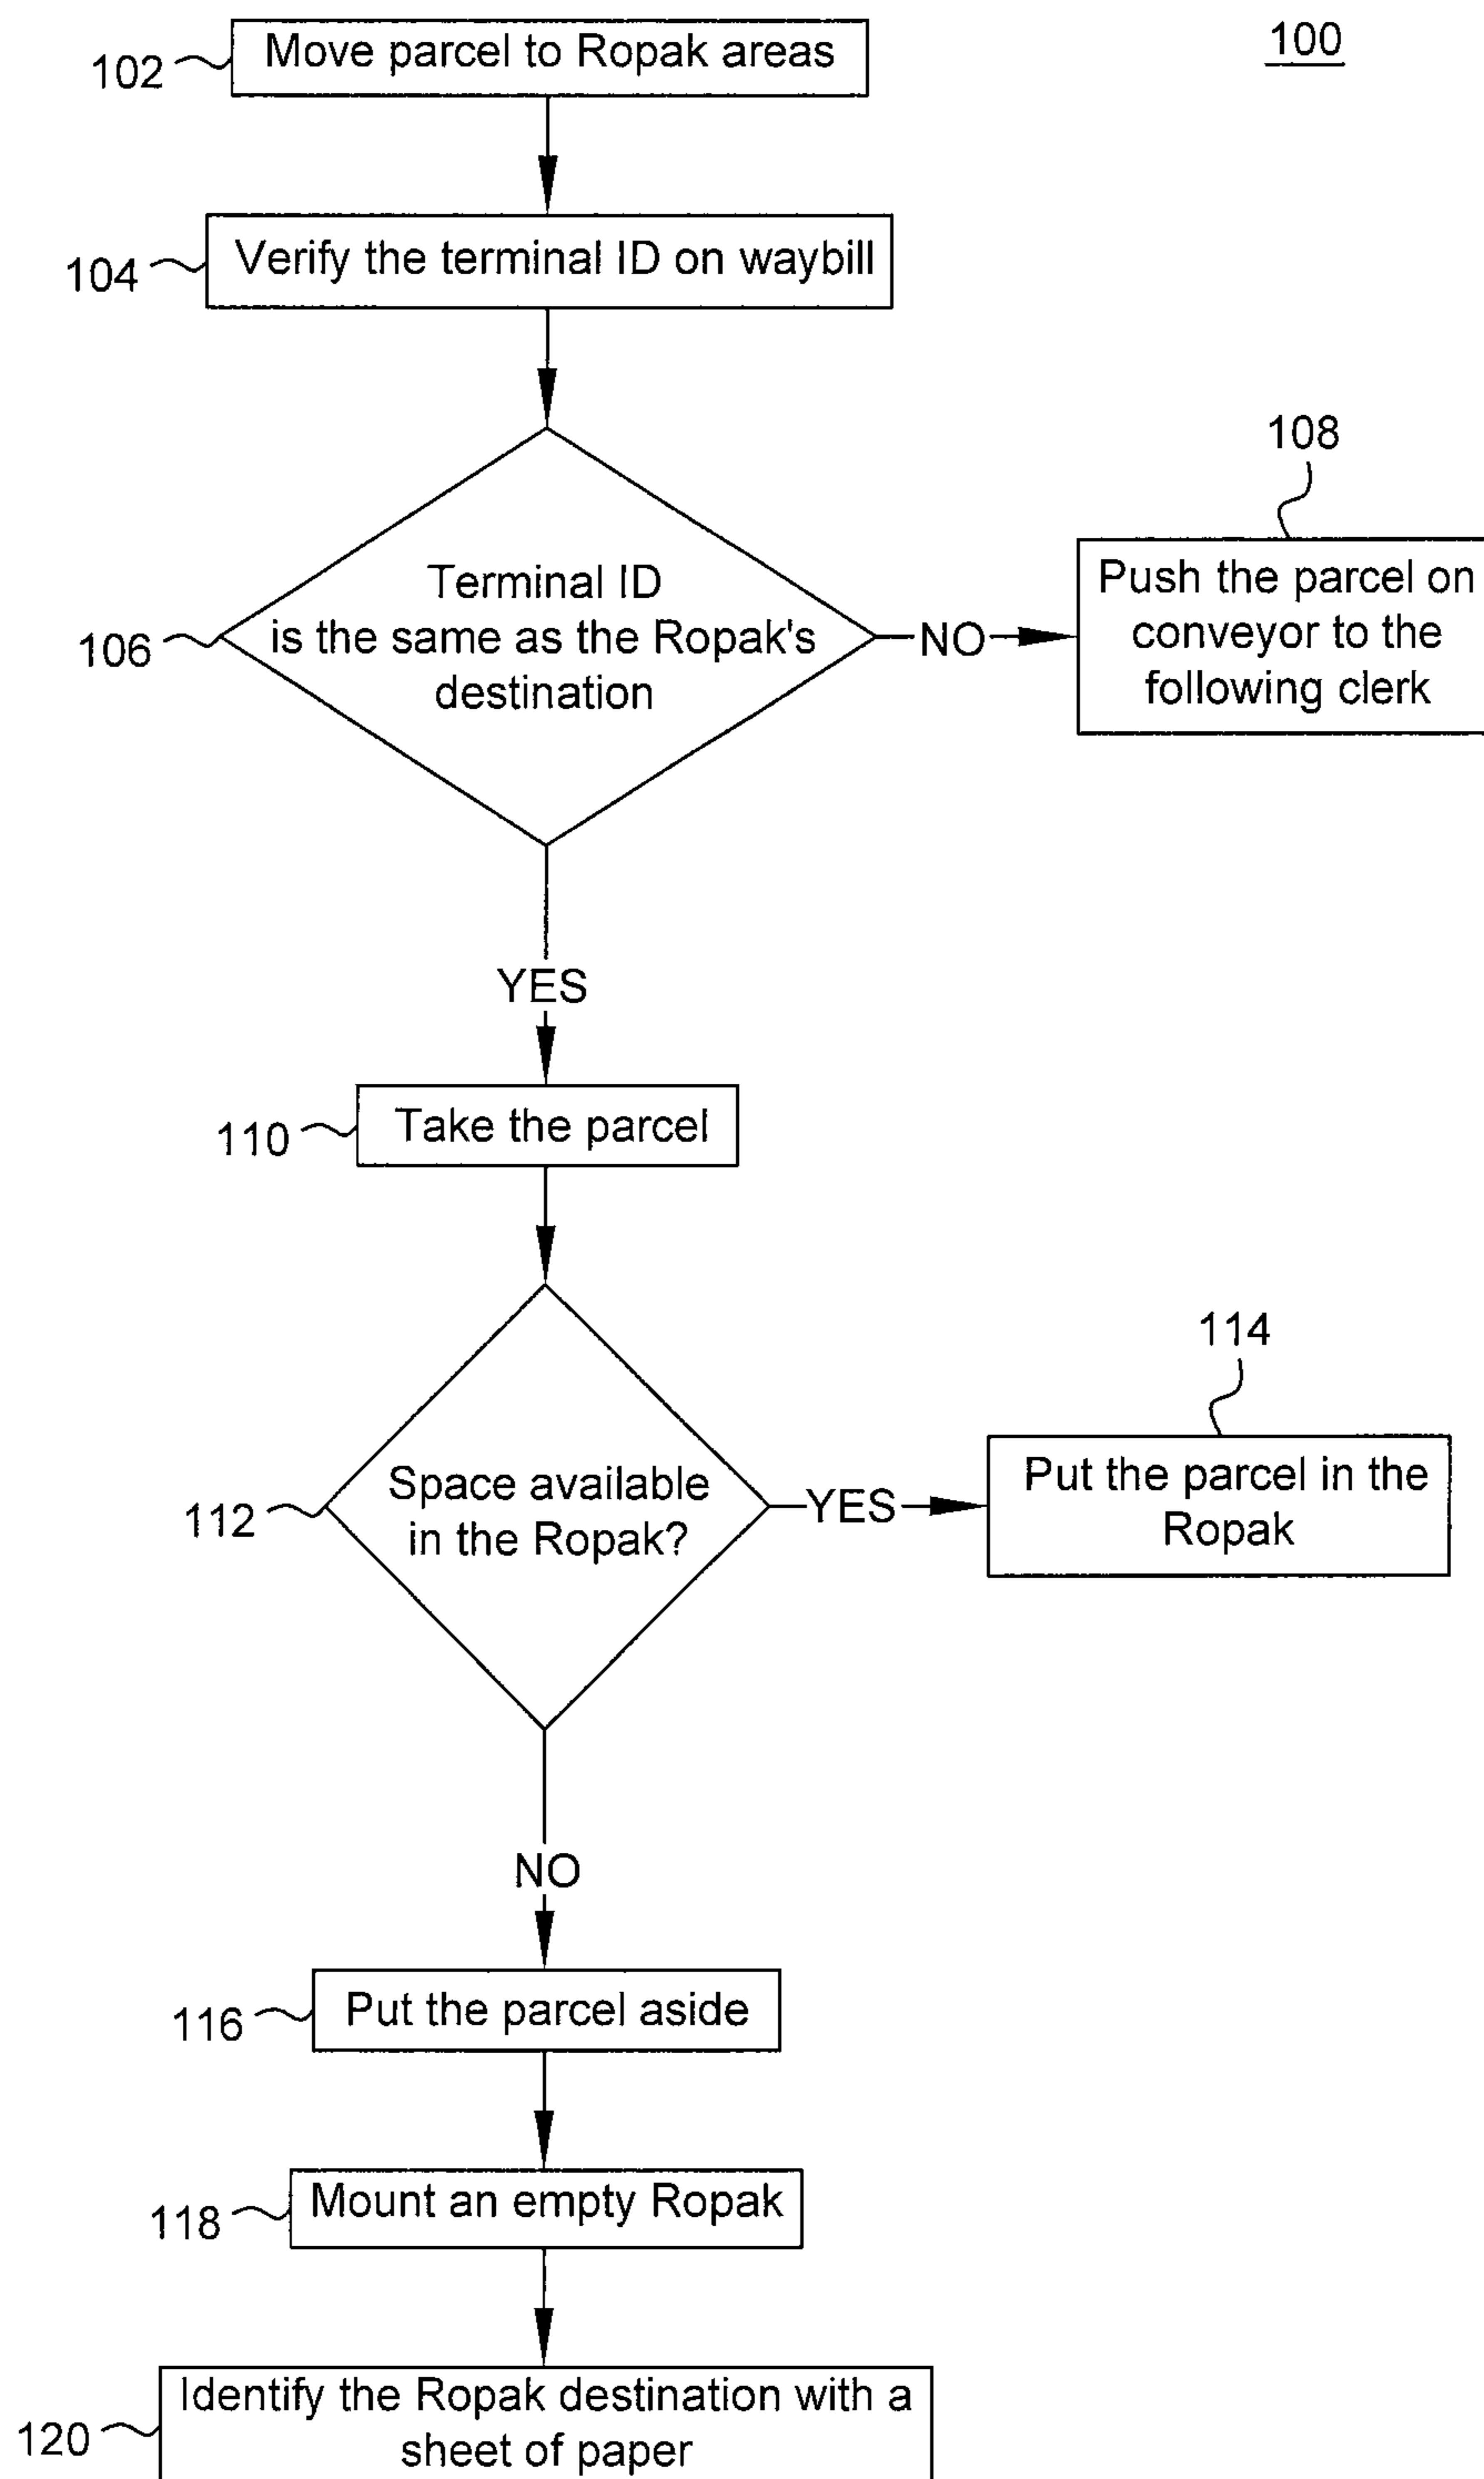 100
102
Move parcel to Ropak areas
104
Verify the terminal ID on waybill
106
Terminal ID
is the same as the Ropak's
destination
NO
108
Push the parcel on
conveyor to the
following clerk
YES
110
Take the parcel
112
Space available
in the Ropak?
YES
114
Put the parcel in the
Ropak
NO
116
Put the parcel aside
118
Mount an empty Ropak
120
Identify the Ropak destination with a
sheet of paper